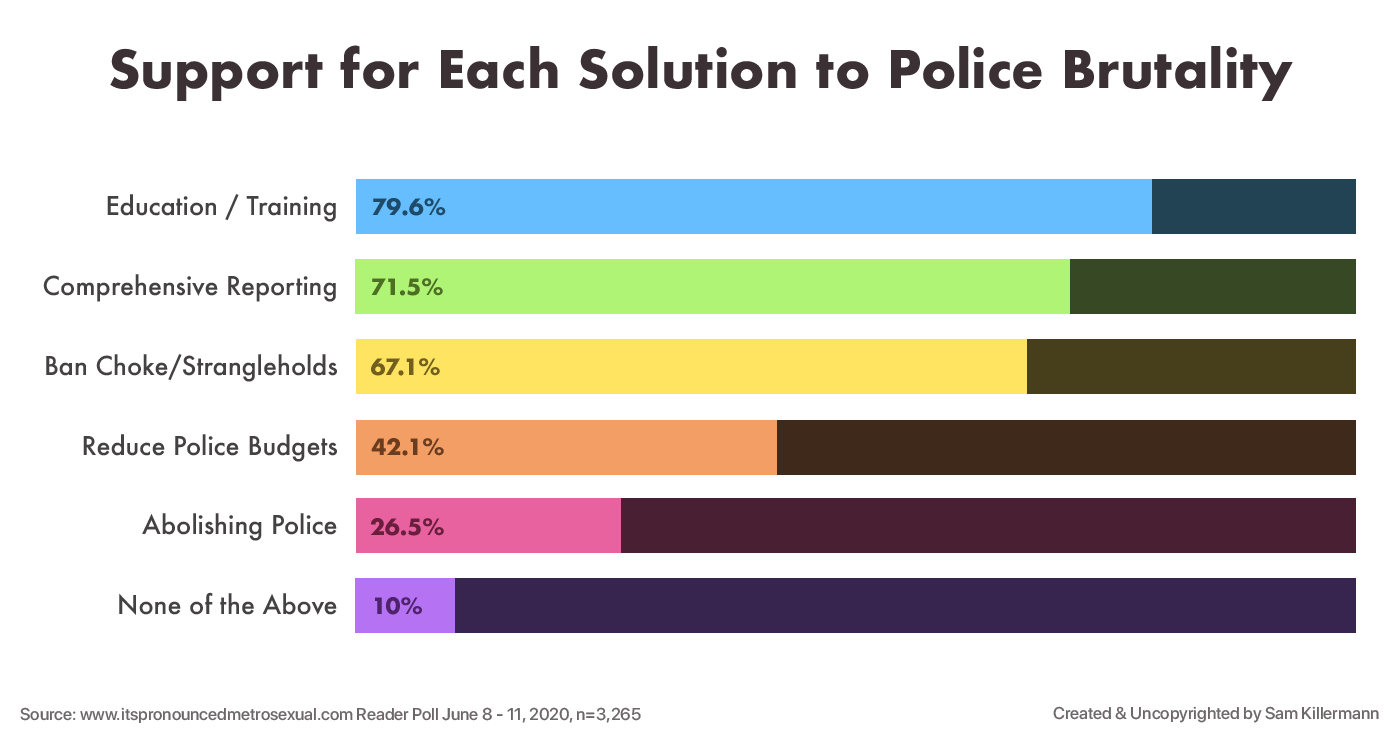 Support for Each Solution to Police Brutality
Education / Training 79.6%
Comprehensive Reporting 71.5%
Ban Choke/Strangleholds 67.1%
Reduce Police Budgets 42.1%
Abolishing Police 26.5%
None of the Above 10%
Source: www.itspronouncedmetrosexual.com Reader Poll June 8 - 11, 2020, n=3,265
Created & Uncopyrighted by Sam Killermann